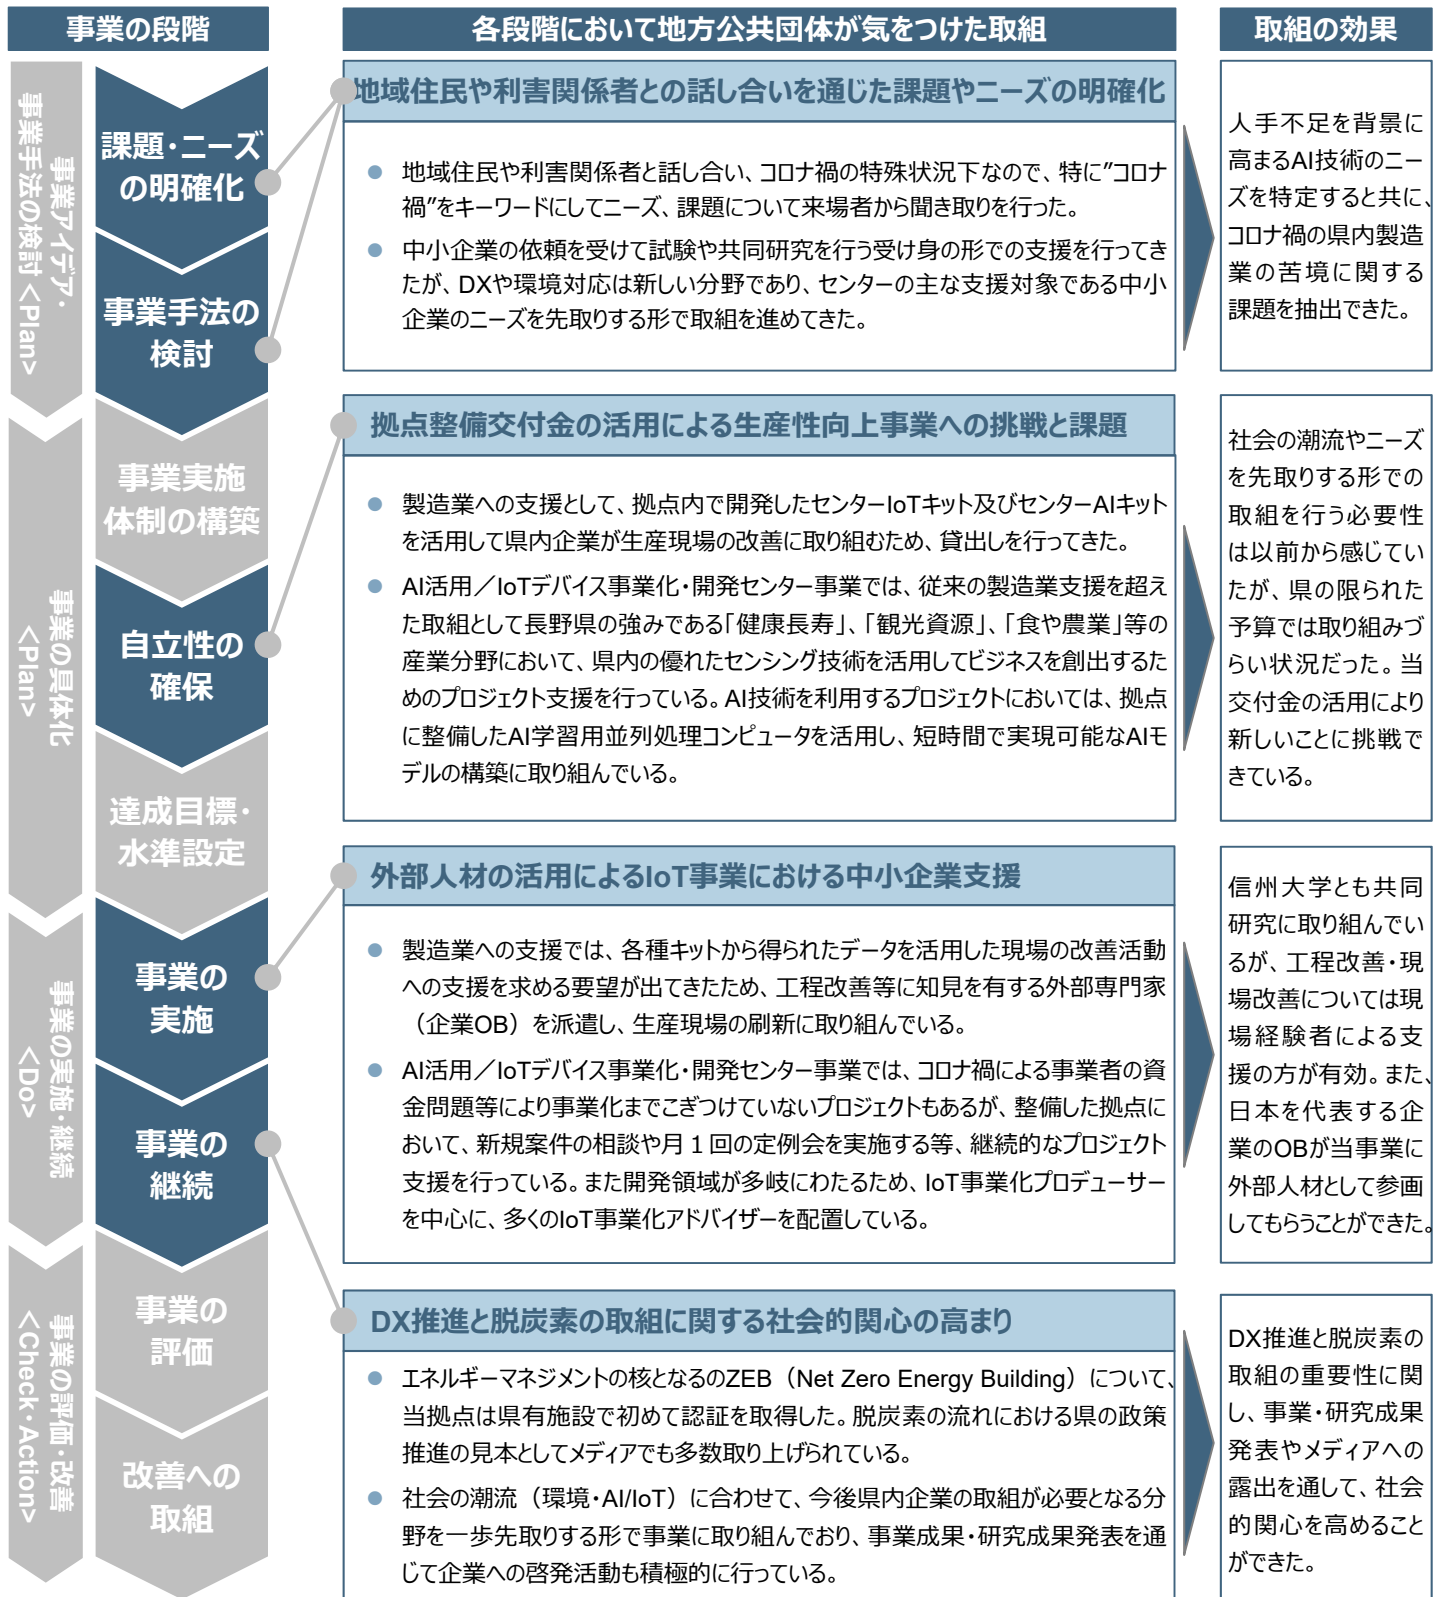 事業の段階
各段階において地方公共団体が気をつけた取組
取組の効果
事業アイデア・
事業手法の検討 <Plan>
課題・ニーズ
の明確化
事業手法の
検討
地域住民や利害関係者との話し合いを通じた課題やニーズの明確化
● 地域住民や利害関係者と話し合い、コロナ禍の特殊状況下なので、特に”コロナ
禍”をキーワードにしてニーズ、課題について来場者から聞き取りを行った。
● 中小企業の依頼を受けて試験や共同研究を行う受け身の形での支援を行ってき
たが、DXや環境対応は新しい分野であり、センターの主な支援対象である中小
企業のニーズを先取りする形で取組を進めてきた。
人手不足を背景に
高まるAI技術のニー
ズを特定すると共に、
コロナ禍の県内製造
業の苦境に関する
課題を抽出できた。
事業の具体化
<Plan>
事業実施
体制の構築
自立性の
確保
達成目標・
水準設定
拠点整備交付金の活用による生産性向上事業への挑戦と課題
● 製造業への支援として、拠点内で開発したセンターIoTキット及びセンターAIキット
を活用して県内企業が生産現場の改善に取り組むため、貸出しを行ってきた。
● AI活用／IoTデバイス事業化・開発センター事業では、従来の製造業支援を超え
た取組として長野県の強みである「健康長寿」、「観光資源」、「食や農業」等の
産業分野において、県内の優れたセンシング技術を活用してビジネスを創出するた
めのプロジェクト支援を行っている。AI技術を利用するプロジェクトにおいては、拠点
に整備したAI学習用並列処理コンピュータを活用し、短時間で実現可能なAIモ
デルの構築に取り組んでいる。
社会の潮流やニーズ
を先取りする形での
取組を行う必要性
は以前から感じてい
たが、県の限られた
予算では取り組みづ
らい状況だった。当
交付金の活用により
新しいことに挑戦で
きている。
事業の実施・継続
<Do>
事業の
実施
事業の
継続
外部人材の活用によるIoT事業における中小企業支援
● 製造業への支援では、各種キットから得られたデータを活用した現場の改善活動
への支援を求める要望が出てきたため、工程改善等に知見を有する外部専門家
（企業OB）を派遣し、生産現場の刷新に取り組んでいる。
● AI活用／IoTデバイス事業化・開発センター事業では、コロナ禍による事業者の資
金問題等により事業化までこぎつけていないプロジェクトもあるが、整備した拠点に
おいて、新規案件の相談や月１回の定例会を実施する等、継続的なプロジェクト
支援を行っている。また開発領域が多岐にわたるため、IoT事業化プロデューサー
を中心に、多くのIoT事業化アドバイザーを配置している。
信州大学とも共同
研究に取り組んでい
るが、工程改善・現
場改善については現
場経験者による支
援の方が有効。また、
日本を代表する企
業のOBが当事業に
外部人材として参画
してもらうことができた。
事業の評価・改善
<Check・Action>
事業の
評価
改善への
取組
DX推進と脱炭素の取組に関する社会的関心の高まり
● エネルギーマネジメントの核となるのZEB（Net Zero Energy Building）について、
当拠点は県有施設で初めて認証を取得した。脱炭素の流れにおける県の政策
推進の見本としてメディアでも多数取り上げられている。
● 社会の潮流（環境・AI/IoT）に合わせて、今後県内企業の取組が必要となる分
野を一歩先取りする形で事業に取り組んでおり、事業成果・研究成果発表を通
じて企業への啓発活動も積極的に行っている。
DX推進と脱炭素の
取組の重要性に関
し、事業・研究成果
発表やメディアへの
露出を通して、社会
的関心を高めること
ができた。